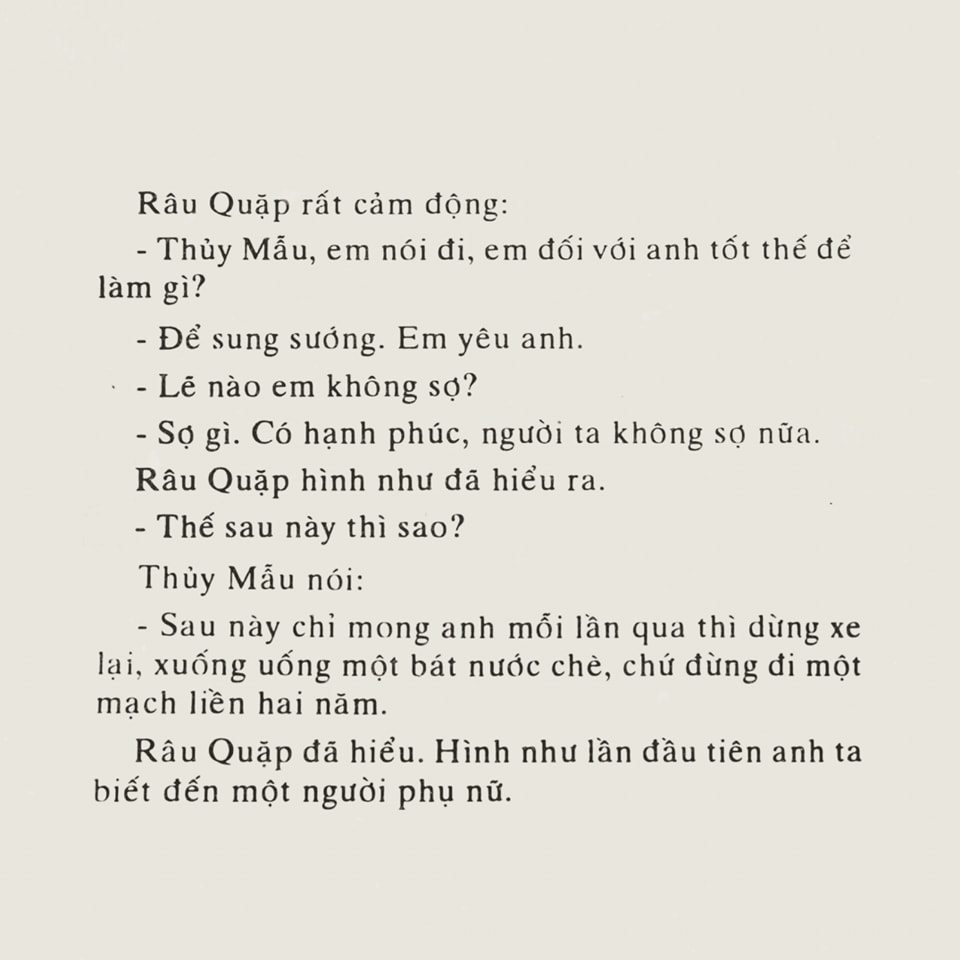 Râu Quặp rất cảm động:
- Thủy Mẫu, em nói đi, em đối với anh tốt thế để
làm gì?
- Để sung sướng. Em yêu anh.
- Lẽ nào em không sợ?
- Sợ gì. Có hạnh phúc, người ta không sợ nữa.
Râu Quặp hình như đã hiểu ra.
- Thế sau này thì sao?
Thủy Mẫu nói:
- Sau này chỉ mong anh mỗi lần qua thì dừng xe
lại, xuống uống một bát nước chè, chứ đừng đi một
mạch liền hai năm.
Râu Quặp đã hiểu. Hình như lần đầu tiên anh ta
biết đến một người phụ nữ.